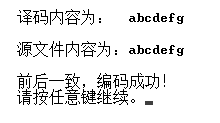 译码内容为： abcdefg
源文件内容为：abcdefg
前后一致，编码成功！
请按任意键继续。